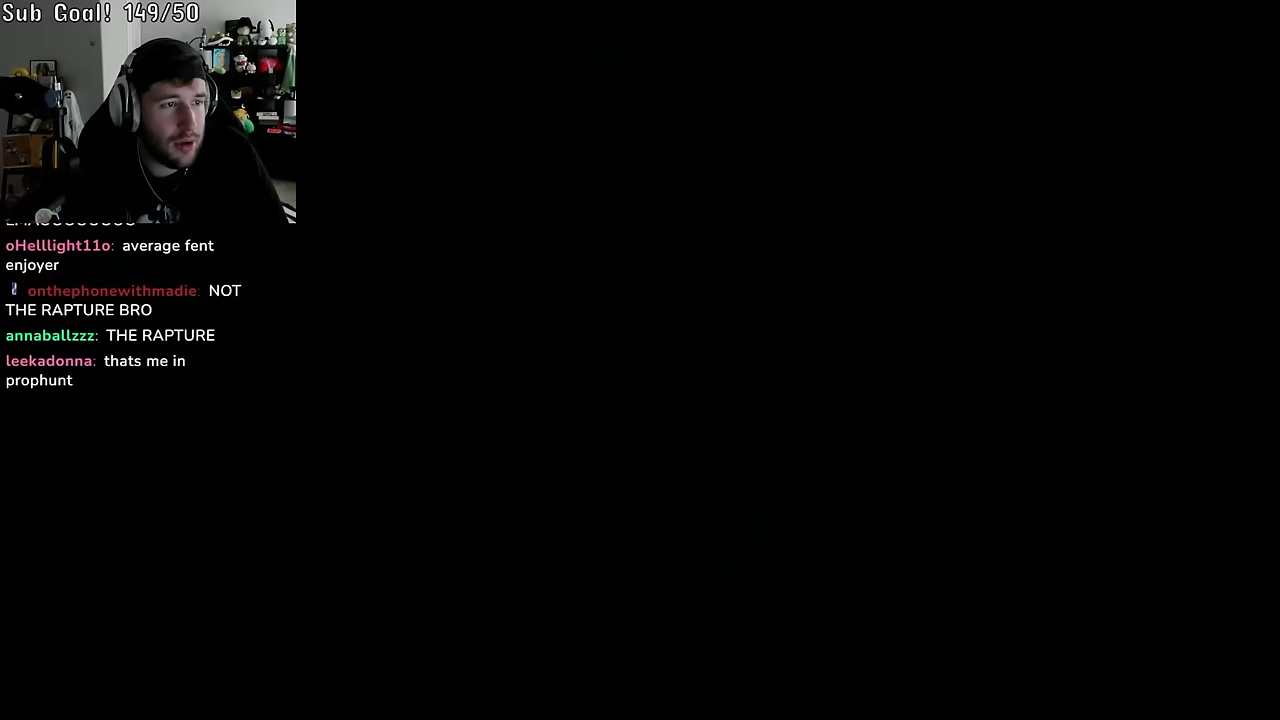 Sub Goal! 149/50
oHelllight11o: average fent
enjoyer
onthephonewithmadie: NOT
THE RAPTURE BRO
annaballzzz: THE RAPTURE
leekadonna: thats me in
prophunt